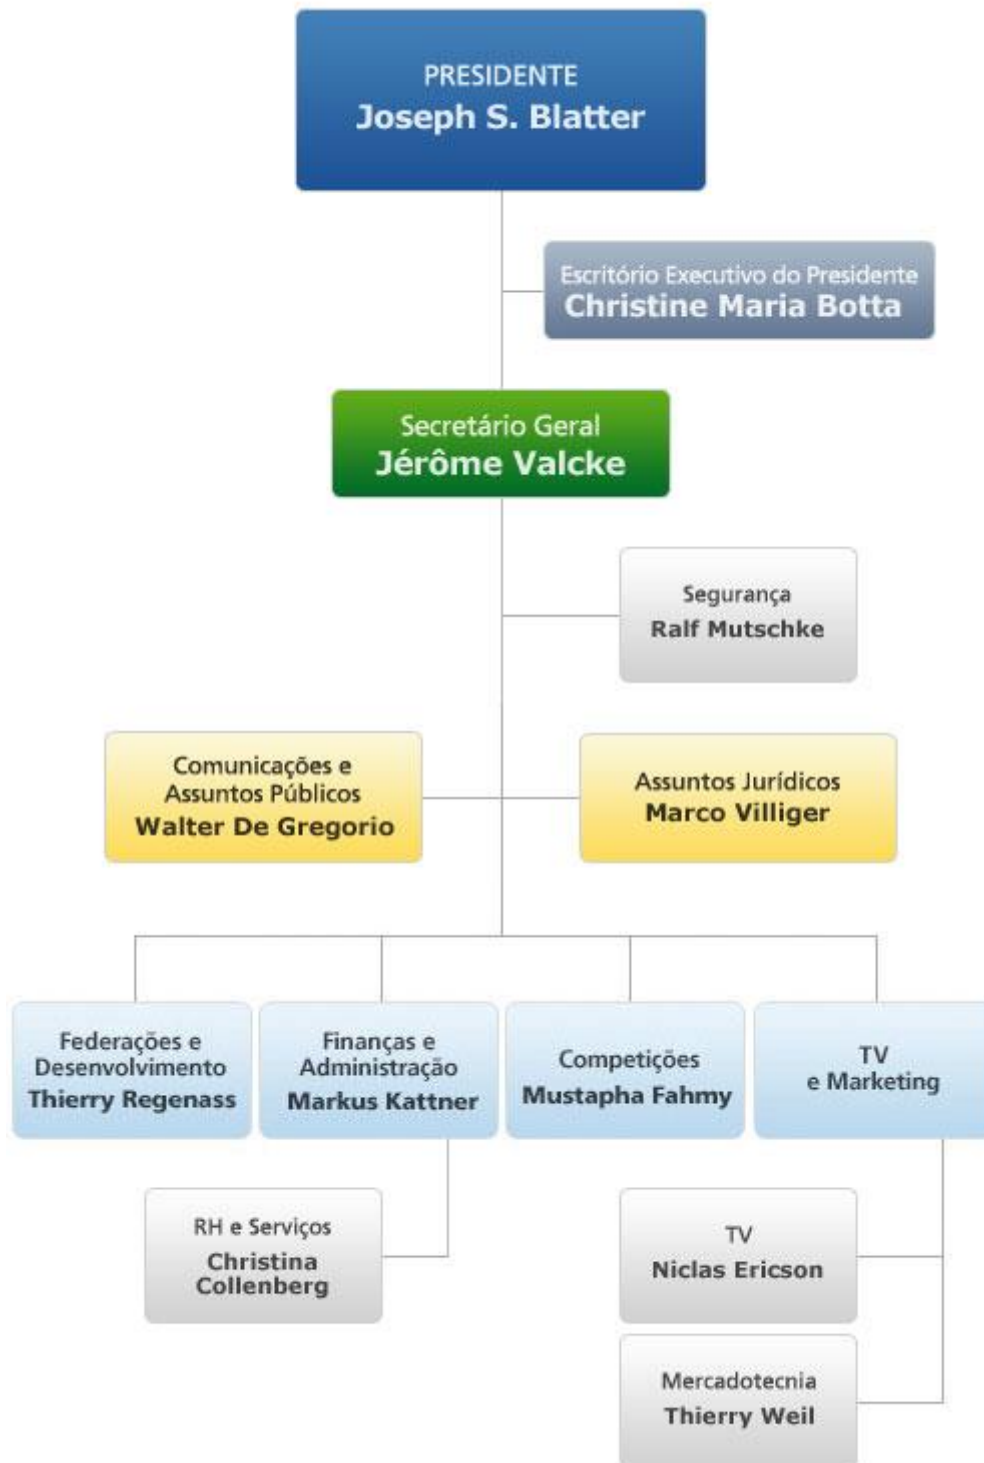 PRESIDENTE
Joseph S. Blatter
Escritório Executivo do Presidente
Christine Maria Botta
Secretário Geral
Jérôme Valcke
Segurança
Ralf Mutschke
Comunicações e
Assuntos Públicos
Walter De Gregorio
Assuntos Jurídicos
Marco Villiger
Federações e
Desenvolvimento
Thierry Regenass
Finanças e
Administração
Markus Kattner
Competições
Mustapha Fahmy
TV
e Marketing
RH e Serviços
Christina
Collenberg
TV
Niclas Ericson
Mercadotecnia
Thierry Weil